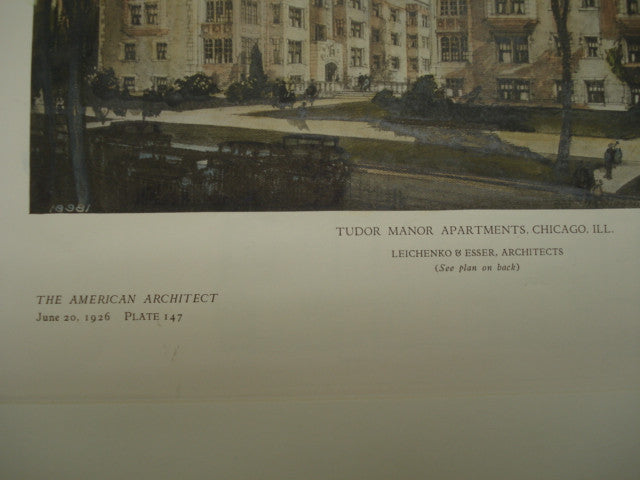 19981
TUDOR MANOR APARTMENTS, CHICAGO, ILL.
LEICHENKO & ESSER, ARCHITECTS
(See plan on back)
THE AMERICAN ARCHITECT
June 20, 1926 PLATE 147